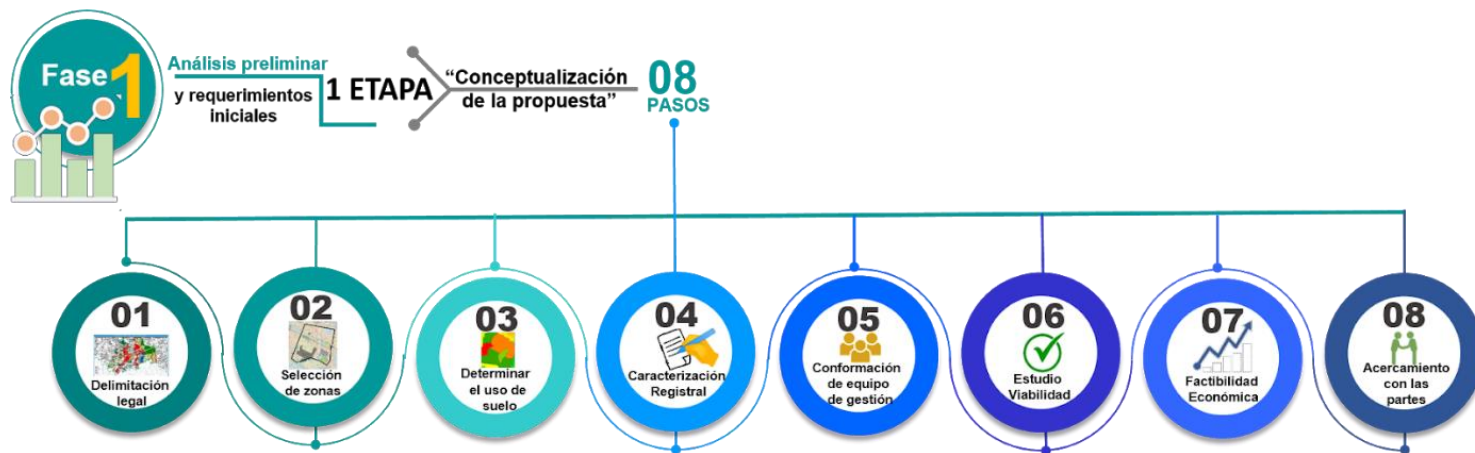 Fase 1
Análisis preliminar
y requerimientos
iniciales
1 ETAPA
“Conceptualización
de la propuesta”
08
PASOS
01
Delimitación
legal
02
Selección
de zonas
03
Determinar
el uso de
suelo
04
Caracterización
Registral
05
Conformación
de equipo
de gestión
06
Estudio
Viabilidad
07
Factibilidad
Económica
08
Acercamiento
con las
partes